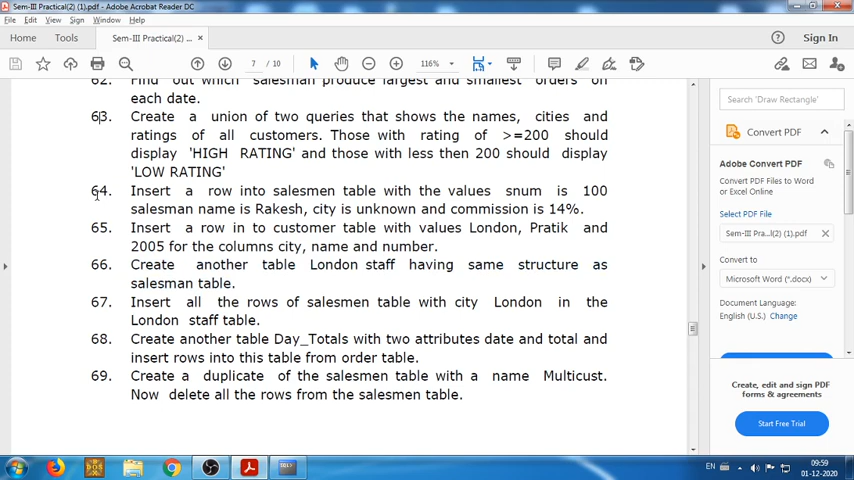 Sem-III Practical(2) (1).pdf - Adobe Acrobat Reader DC
File Edit View Sign Window Help
Home Tools Sem-III Practical(2) ... × Sign In
7 / 10 116%
62. Find out which salesman produce largest and smallest orders on
each date.
63. Create a union of two queries that shows the names, cities and
ratings of all customers. Those with rating of >=200 should
display 'HIGH RATING' and those with less then 200 should display
'LOW RATING'
64. Insert a row into salesmen table with the values snum is 100
salesman name is Rakesh, city is unknown and commission is 14%.
65. Insert a row in to customer table with values London, Pratik and
2005 for the columns city, name and number.
66. Create another table London staff having same structure as
salesman table.
67. Insert all the rows of salesmen table with city London in the
London staff table.
68. Create another table Day_Totals with two attributes date and total and
insert rows into this table from order table.
69. Create a duplicate of the salesmen table with a name Multicust.
Now delete all the rows from the salesmen table.
Search 'Draw Rectangle'
Convert PDF
Adobe Convert PDF
Convert PDF Files to Word
or Excel Online
Select PDF File
Sem-III Pra...l(2) (1).pdf ×
Convert to
Microsoft Word (*.docx)
Document Language:
English (U.S.) Change
Create, edit and sign PDF
forms & agreements
Start Free Trial
DOS
EN
09:59
01-12-2020